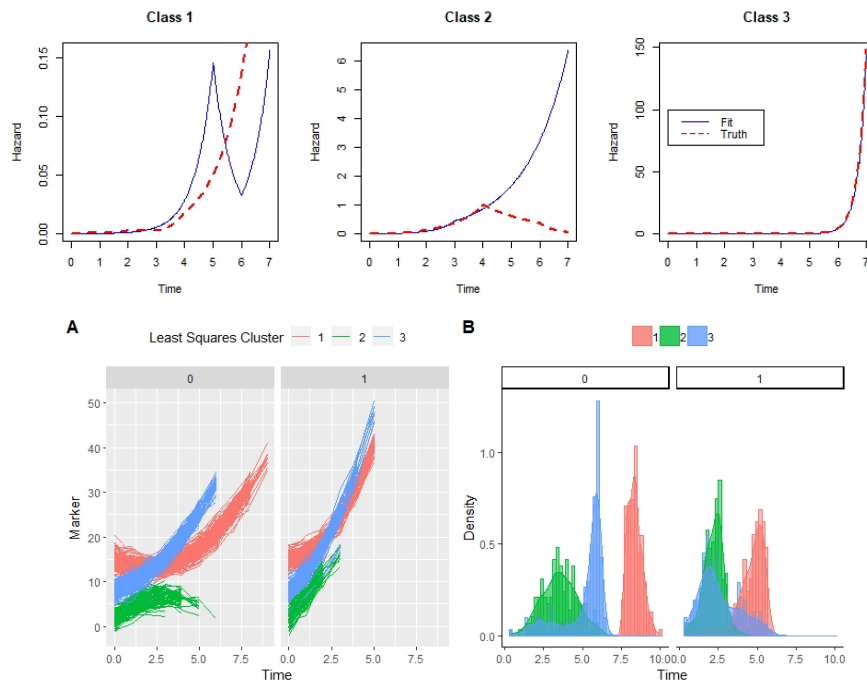 Class 1
Class 2
Class 3
Hazard
0.00
0.05
0.10
0.15
0 1 2 3 4 5 6 7
Time
Hazard
0
1
2
3
4
5
6
0 1 2 3 4 5 6 7
Time
Hazard
0
50
100
150
Fit
Truth
0 1 2 3 4 5 6 7
Time
A
Least Squares Cluster 1 2 3
0 1
Marker
50
40
30
20
10
0
0.0 2.5 5.0 7.5 0.0 2.5 5.0 7.5
Time
B
1 2 3
0 1
Density
1.0
0.5
0.0
0.0 2.5 5.0 7.5 10.0 0.0 2.5 5.0 7.5 10.0
Time